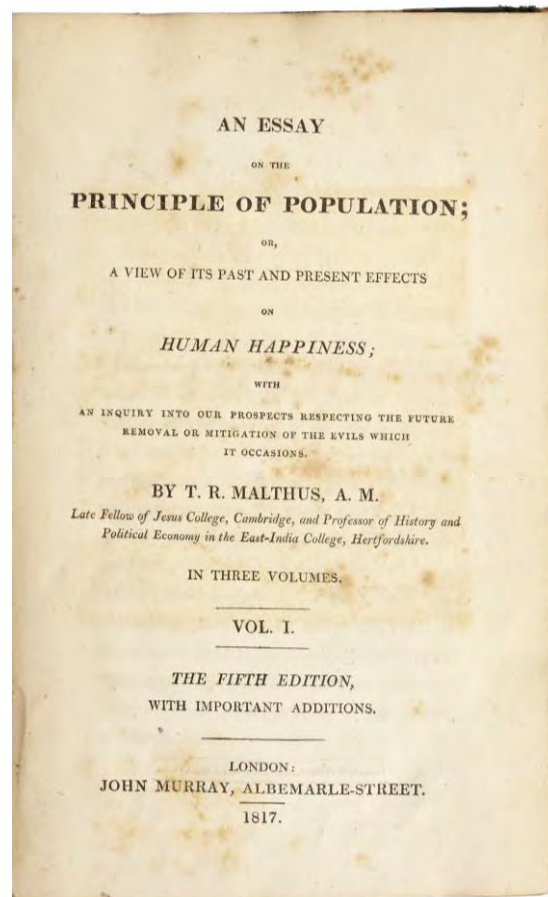 AN ESSAY
ON THE
PRINCIPLE OF POPULATION;
OR,
A VIEW OF ITS PAST AND PRESENT EFFECTS
ON
HUMAN HAPPINESS;
WITH
AN INQUIRY INTO OUR PROSPECTS RESPECTING THE FUTURE
REMOVAL OR MITIGATION OF THE EVILS WHICH
IT OCCASIONS.
BY T. R. MALTHUS, A. M.
Late Fellow of Jesus College, Cambridge, and Professor of History and
Political Economy in the East-India College, Hertfordshire.
IN THREE VOLUMES.
VOL. I.
THE FIFTH EDITION,
WITH IMPORTANT ADDITIONS.
LONDON:
JOHN MURRAY, ALBEMARLE-STREET.
1817.